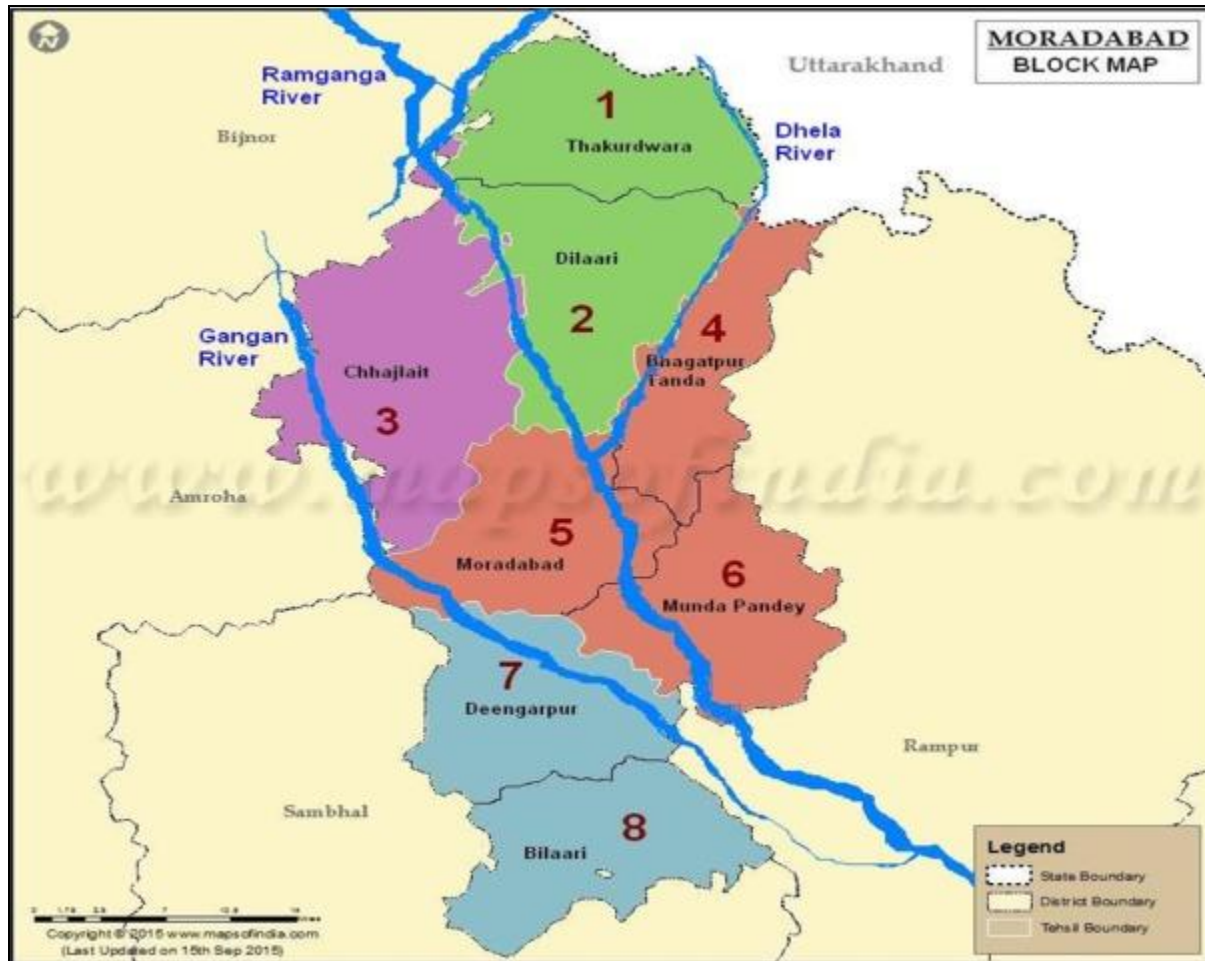 N
MORADABAD
BLOCK MAP
Uttarakhand
Ramganga
River
Bijnor
1
Thakurdwara
Dhela
River
Dilaari
2
Gangan
River
4
Bhagatpur
Tanda
Chhajlait
3
www.mapsofindia.com
Amroha
5
Moradabad
6
Munda Pandey
7
Deengarpur
Rampur
Sambhal
8
Bilaari
Legend
State Boundary
District Boundary
Tehsil Boundary
Copyright © 2015 www.mapsofindia.com
(Last Updated on 15th Sep 2015)